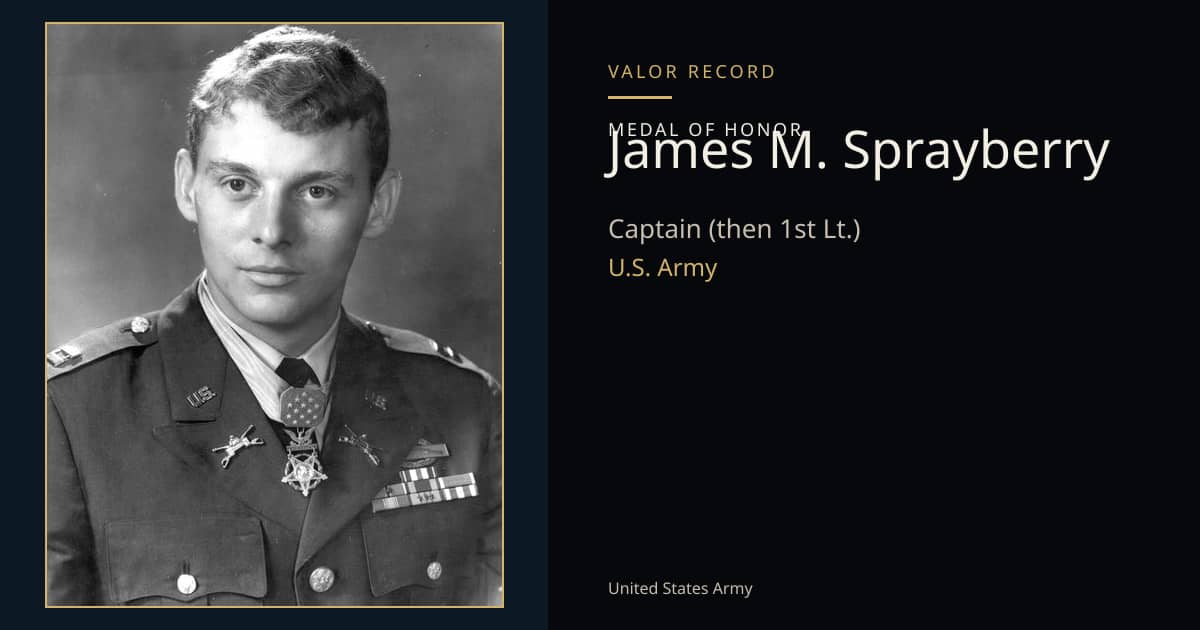 VALOR RECORD
MEDAL OF HONOR
James M. Sprayberry
Captain (then 1st Lt.)
U.S. Army
United States Army
U.S.